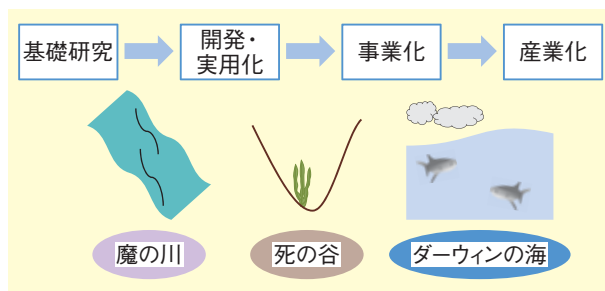 基礎研究
開発・
実用化
事業化
産業化
魔の川
死の谷
ダーウィンの海